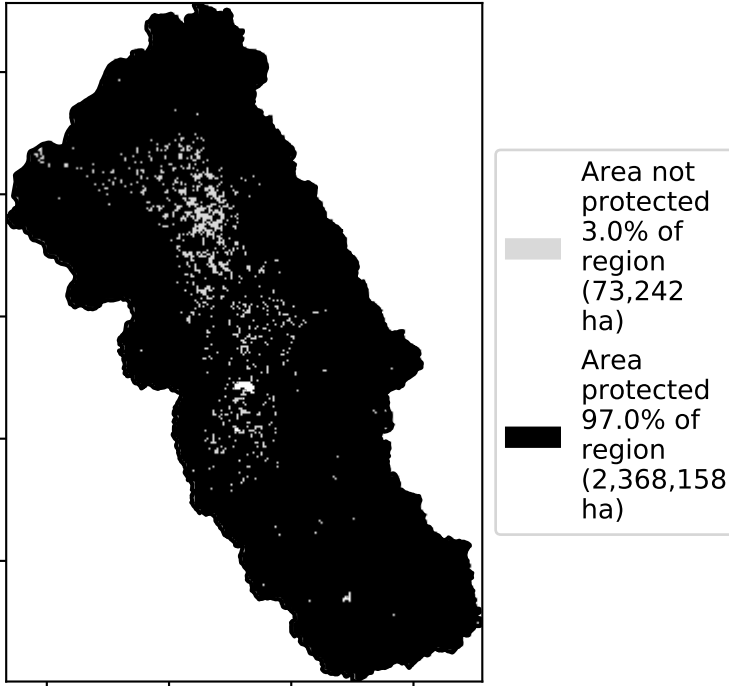 Area not
protected
3.0% of
region
(73,242
ha)
Area
protected
97.0% of
region
(2,368,158
ha)